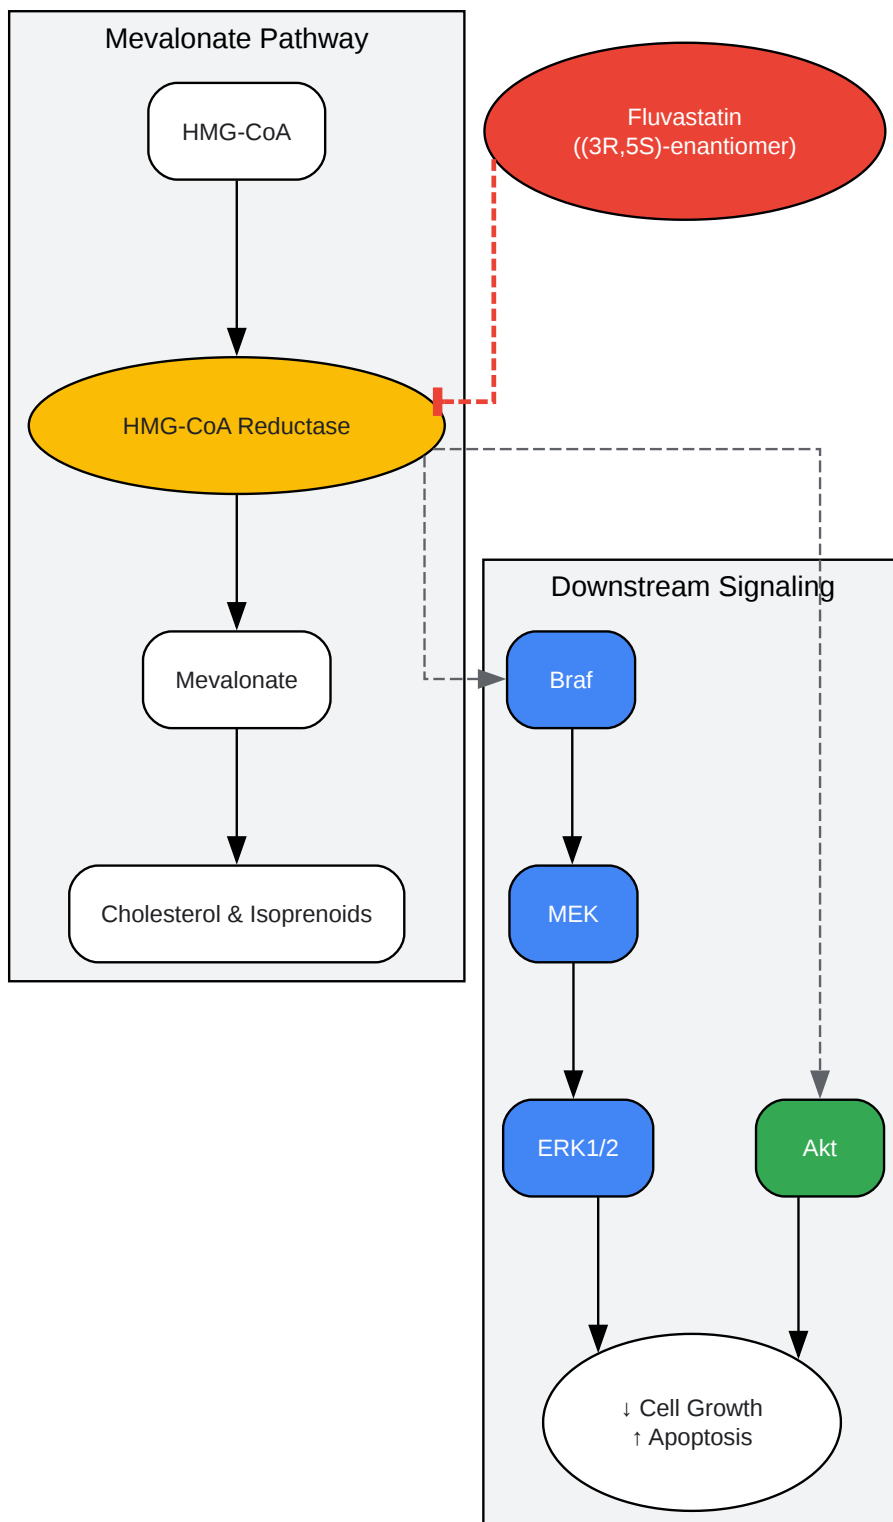 Mevalonate Pathway
HMG-CoA
Fluvastatin
((3R,5S)-enantiomer)
HMG-CoA Reductase
Downstream Signaling
Mevalonate
Braf
Cholesterol & Isoprenoids
MEK
ERK1/2
Akt
↓ Cell Growth
↑ Apoptosis